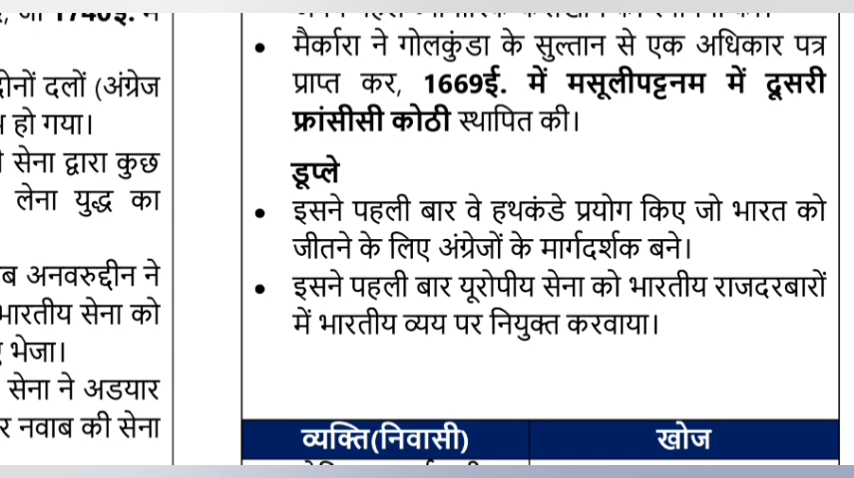 1740ई. में
दोनों दलों (अंग्रेज
हो गया।
सेना द्वारा कुछ
लेना युद्ध का
अनवरुद्दीन ने
भारतीय सेना को
भेजा।
सेना ने अडयार
नवाब की सेना
• मैर्कारा ने गोलकुंडा के सुल्तान से एक अधिकार पत्र
प्राप्त कर, 1669ई. में मसूलीपट्टनम में दूसरी
फ्रांसीसी कोठी स्थापित की।
डूप्ले
• इसने पहली बार वे हथकंडे प्रयोग किए जो भारत को
जीतने के लिए अंग्रेजों के मार्गदर्शक बने।
• इसने पहली बार यूरोपीय सेना को भारतीय राजदरबारों
में भारतीय व्यय पर नियुक्त करवाया।
व्यक्ति(निवासी) खोज